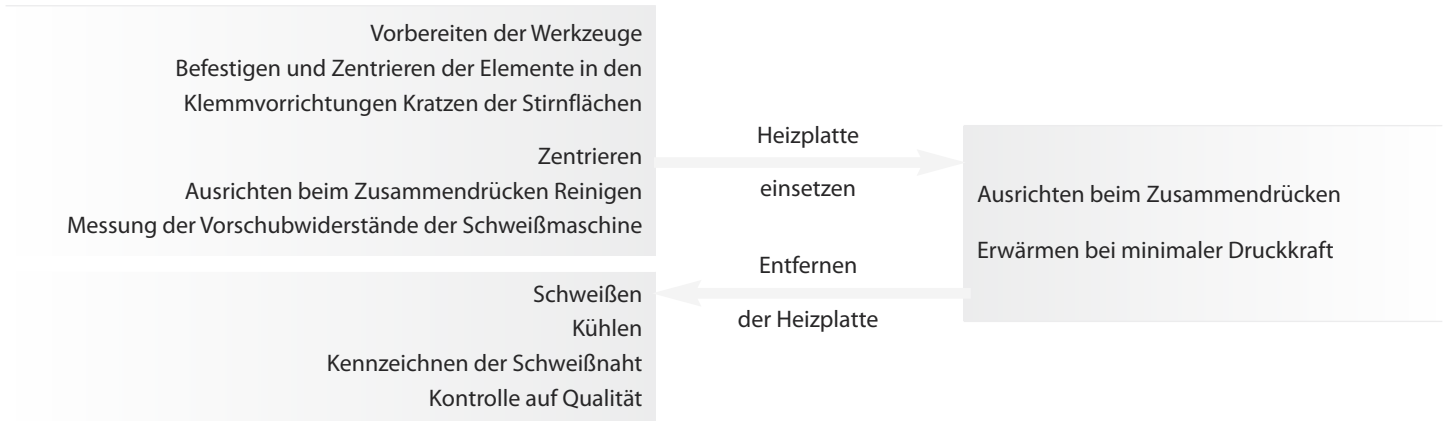 Vorbereiten der Werkzeuge
Befestigen und Zentrieren der Elemente in den
Klemmvorrichtungen Kratzen der Stirnflächen
Zentrieren
Ausrichten beim Zusammendrücken Reinigen
Messung der Vorschubwiderstände der Schweißmaschine
Heizplatte
einsetzen
Ausrichten beim Zusammendrücken
Erwärmen bei minimaler Druckkraft
Entfernen
der Heizplatte
Schweißen
Kühlen
Kennzeichnen der Schweißnaht
Kontrolle auf Qualität